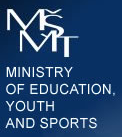 MŠ
MT
MINISTRY
OF EDUCATION,
YOUTH
AND SPORTS